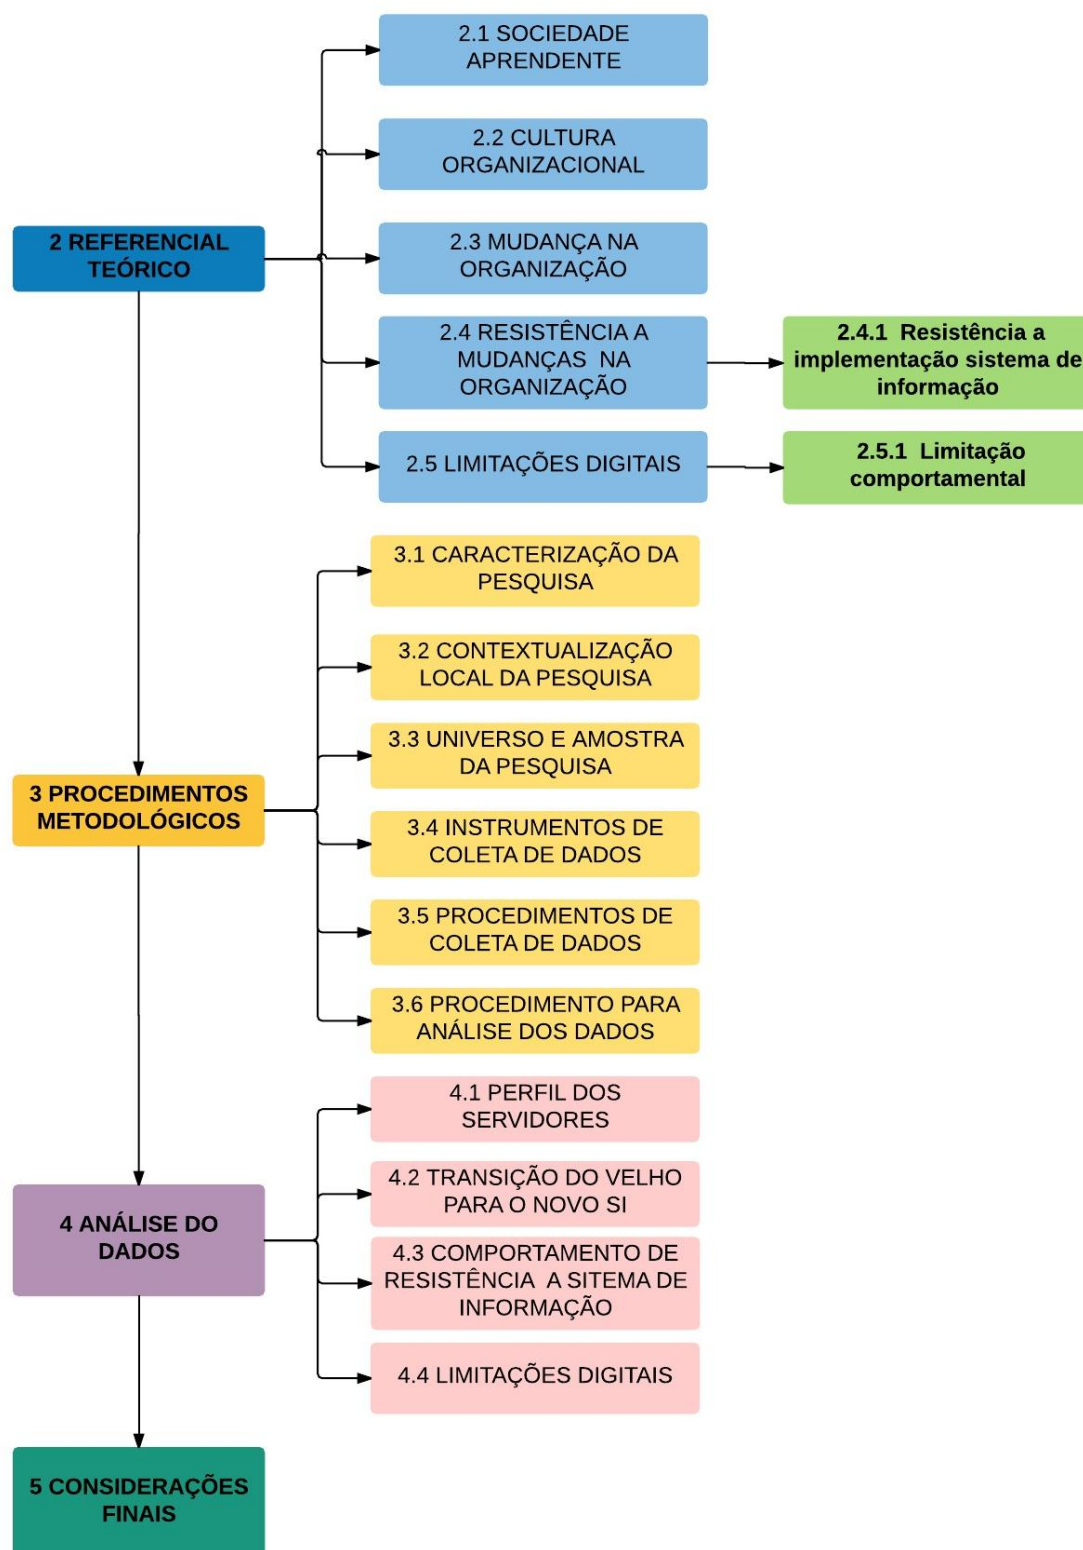 2 REFERENCIAL
TEÓRICO
2.1 SOCIEDADE
APRENDENTE
2.2 CULTURA
ORGANIZACIONAL
2.3 MUDANÇA NA
ORGANIZAÇÃO
2.4 RESISTÊNCIA A
MUDANÇAS NA
ORGANIZAÇÃO
2.4.1 Resistência a
implementação sistema de
informação
2.5 LIMITAÇÕES DIGITAIS
2.5.1 Limitação
comportamental
3 PROCEDIMENTOS
METODOLÓGICOS
3.1 CARACTERIZAÇÃO DA
PESQUISA
3.2 CONTEXTUALIZAÇÃO
LOCAL DA PESQUISA
3.3 UNIVERSO E AMOSTRA
DA PESQUISA
3.4 INSTRUMENTOS DE
COLETA DE DADOS
3.5 PROCEDIMENTOS DE
COLETA DE DADOS
3.6 PROCEDIMENTO PARA
ANÁLISE DOS DADOS
4 ANÁLISE DO
DADOS
4.1 PERFIL DOS
SERVIDORES
4.2 TRANSIÇÃO DO VELHO
PARA O NOVO SI
4.3 COMPORTAMENTO DE
RESISTÊNCIA A SITEMA DE
INFORMAÇÃO
4.4 LIMITAÇÕES DIGITAIS
5 CONSIDERAÇÕES
FINAIS